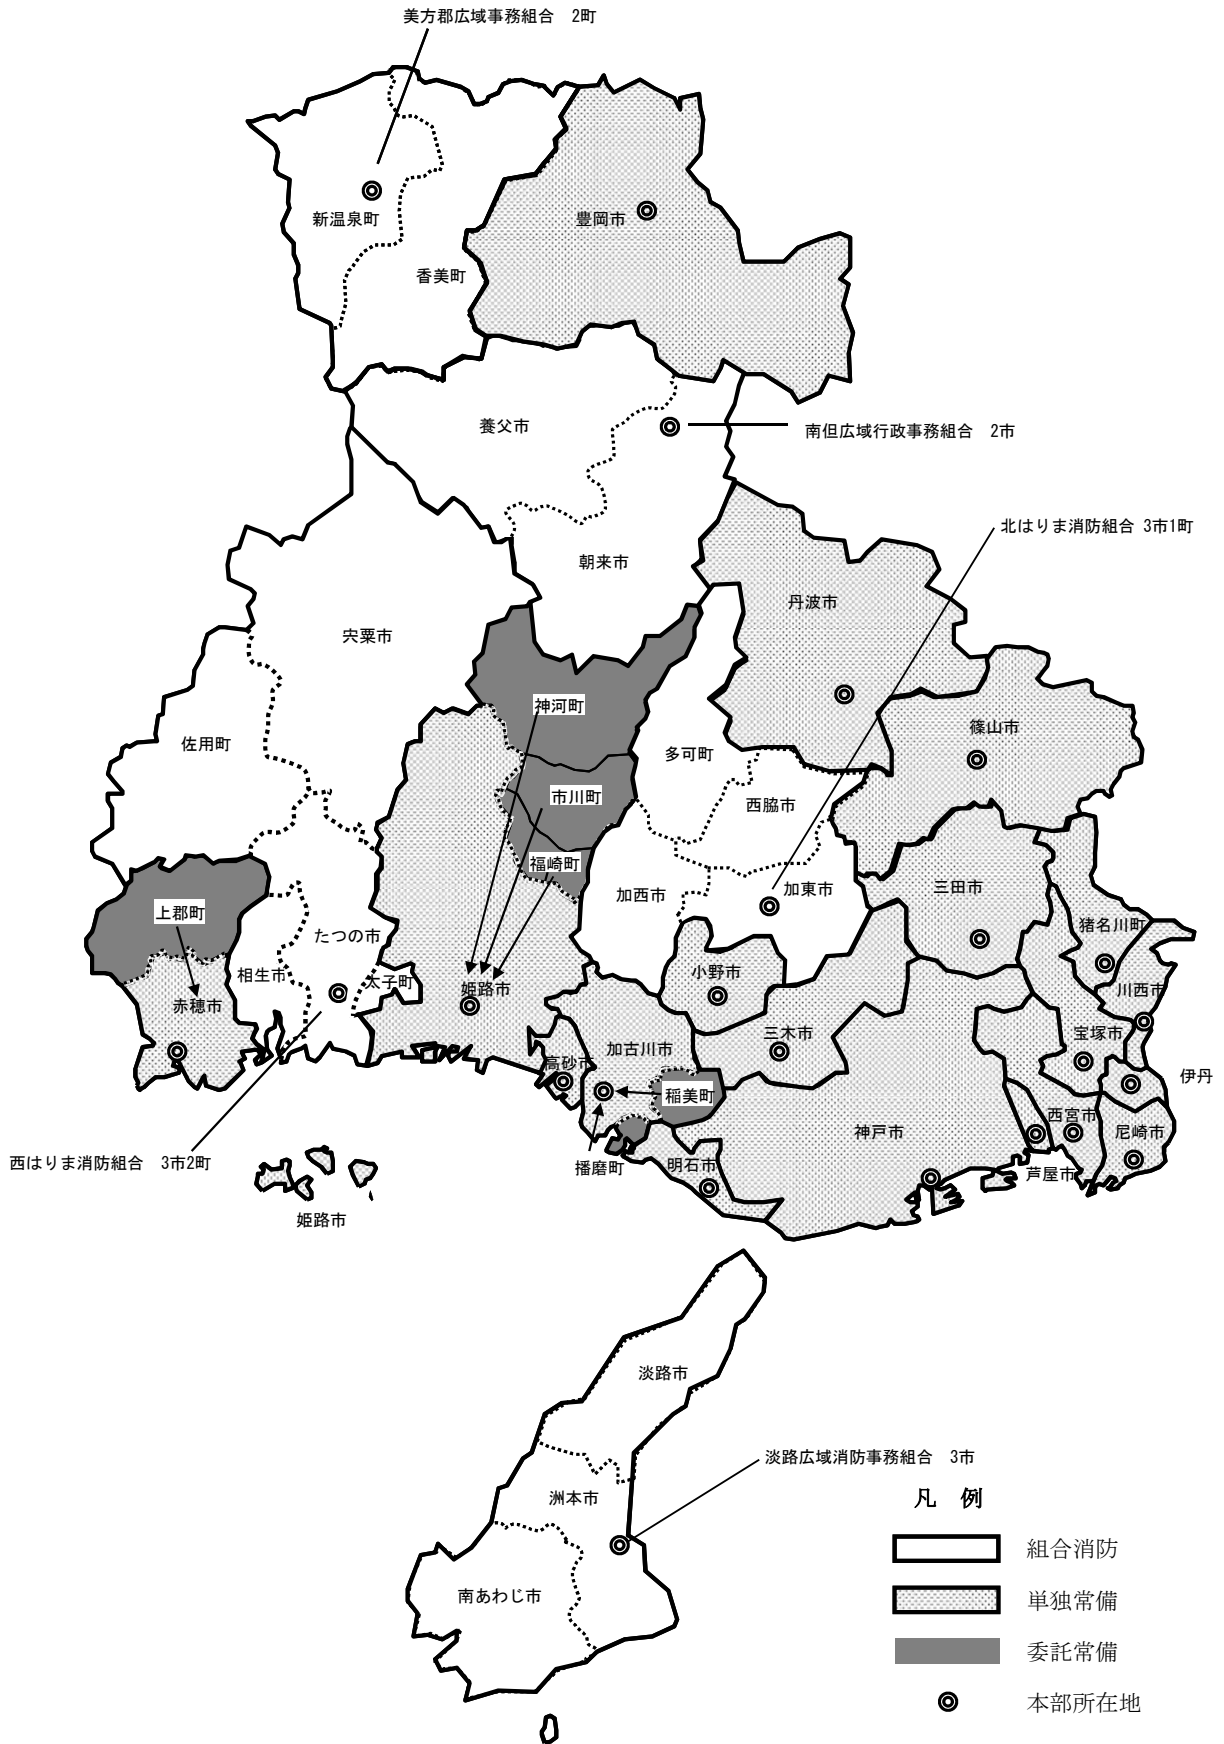 美方郡広域事務組合 2町
新温泉町
豊岡市
香美町
養父市
南但広域行政事務組合 2市
北はりま消防組合 3市1町
朝来市
丹波市
宍粟市
神河町
篠山市
佐用町
多可町
市川町
西脇市
福崎町
加西市
加東市
三田市
上郡町
猪名川町
たつの市
相生市
太子町
姫路市
小野市
川西市
赤穂市
三木市
宝塚市
高砂市
加古川市
伊丹
稲美町
西宮市
神戸市
尼崎市
西はりま消防組合 3市2町
播磨町
明石市
芦屋市
姫路市
淡路市
淡路広域消防事務組合 3市
洲本市
南あわじ市
凡 例
組合消防
単独常備
委託常備
本部所在地